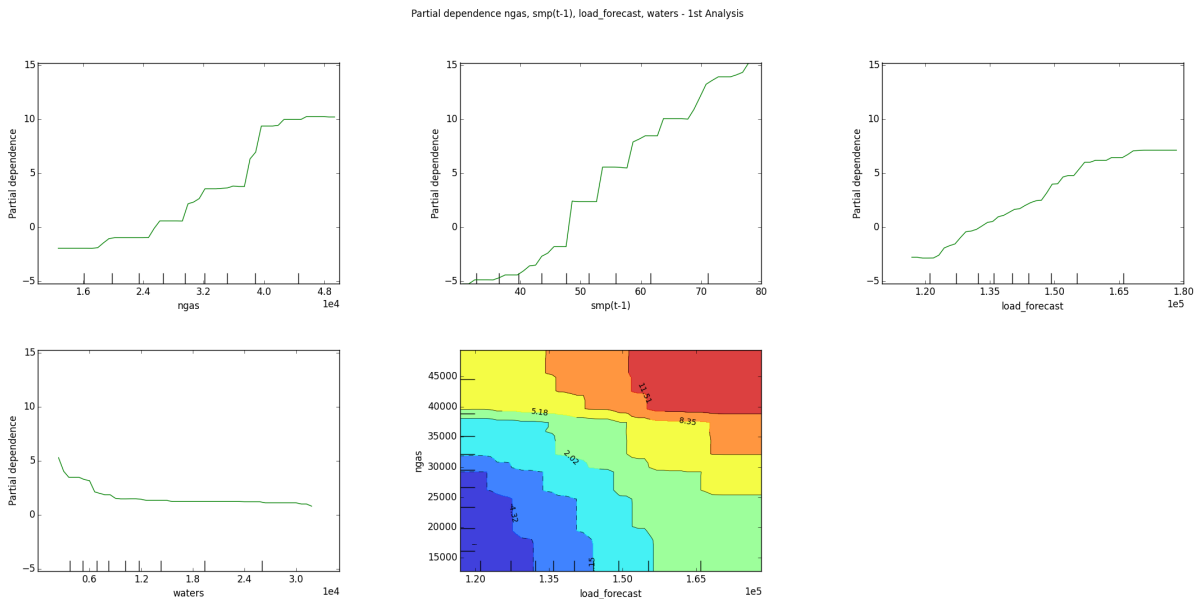 Partial dependence ngas, smp(t-1), load_forecast, waters - 1st Analysis
15
10
5
0
−5
Partial dependence
1.6 2.4 3.2 4.0 4.8
1e4
ngas
15
10
5
0
−5
Partial dependence
40 50 60 70 80
smp(t-1)
15
10
5
0
−5
Partial dependence
1.20 1.35 1.50 1.65 1.80
1e5
load_forecast
15
10
5
0
−5
Partial dependence
0.6 1.2 1.8 2.4 3.0
1e4
waters
45000
40000
35000
30000
25000
20000
15000
ngas
11.51
5.18
8.35
2.02
4.32
1.20 1.35 1.50 1.65
1e5
load_forecast